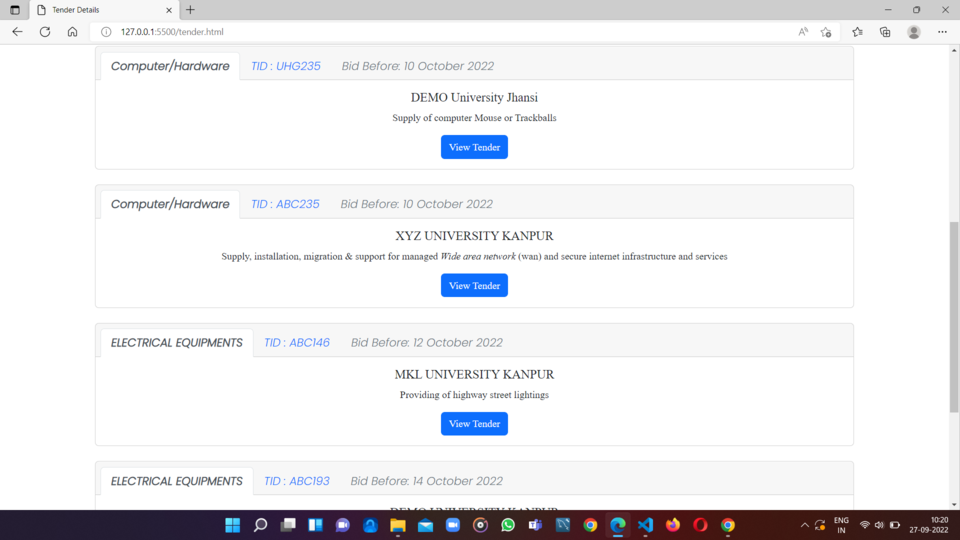 Tender Details
127.0.0.1:5500/tender.html
Computer/Hardware TID : UHG235 Bid Before: 10 October 2022
DEMO University Jhansi
Supply of computer Mouse or Trackballs
View Tender
Computer/Hardware TID : ABC235 Bid Before: 10 October 2022
XYZ UNIVERSITY KANPUR
Supply, installation, migration & support for managed Wide area network (wan) and secure internet infrastructure and services
View Tender
ELECTRICAL EQUIPMENTS TID : ABC146 Bid Before: 12 October 2022
MKL UNIVERSITY KANPUR
Providing of highway street lightings
View Tender
ELECTRICAL EQUIPMENTS TID : ABC193 Bid Before: 14 October 2022
DEMO UNIVERSITY KANPUR
ENG 10:20
IN 27-09-2022